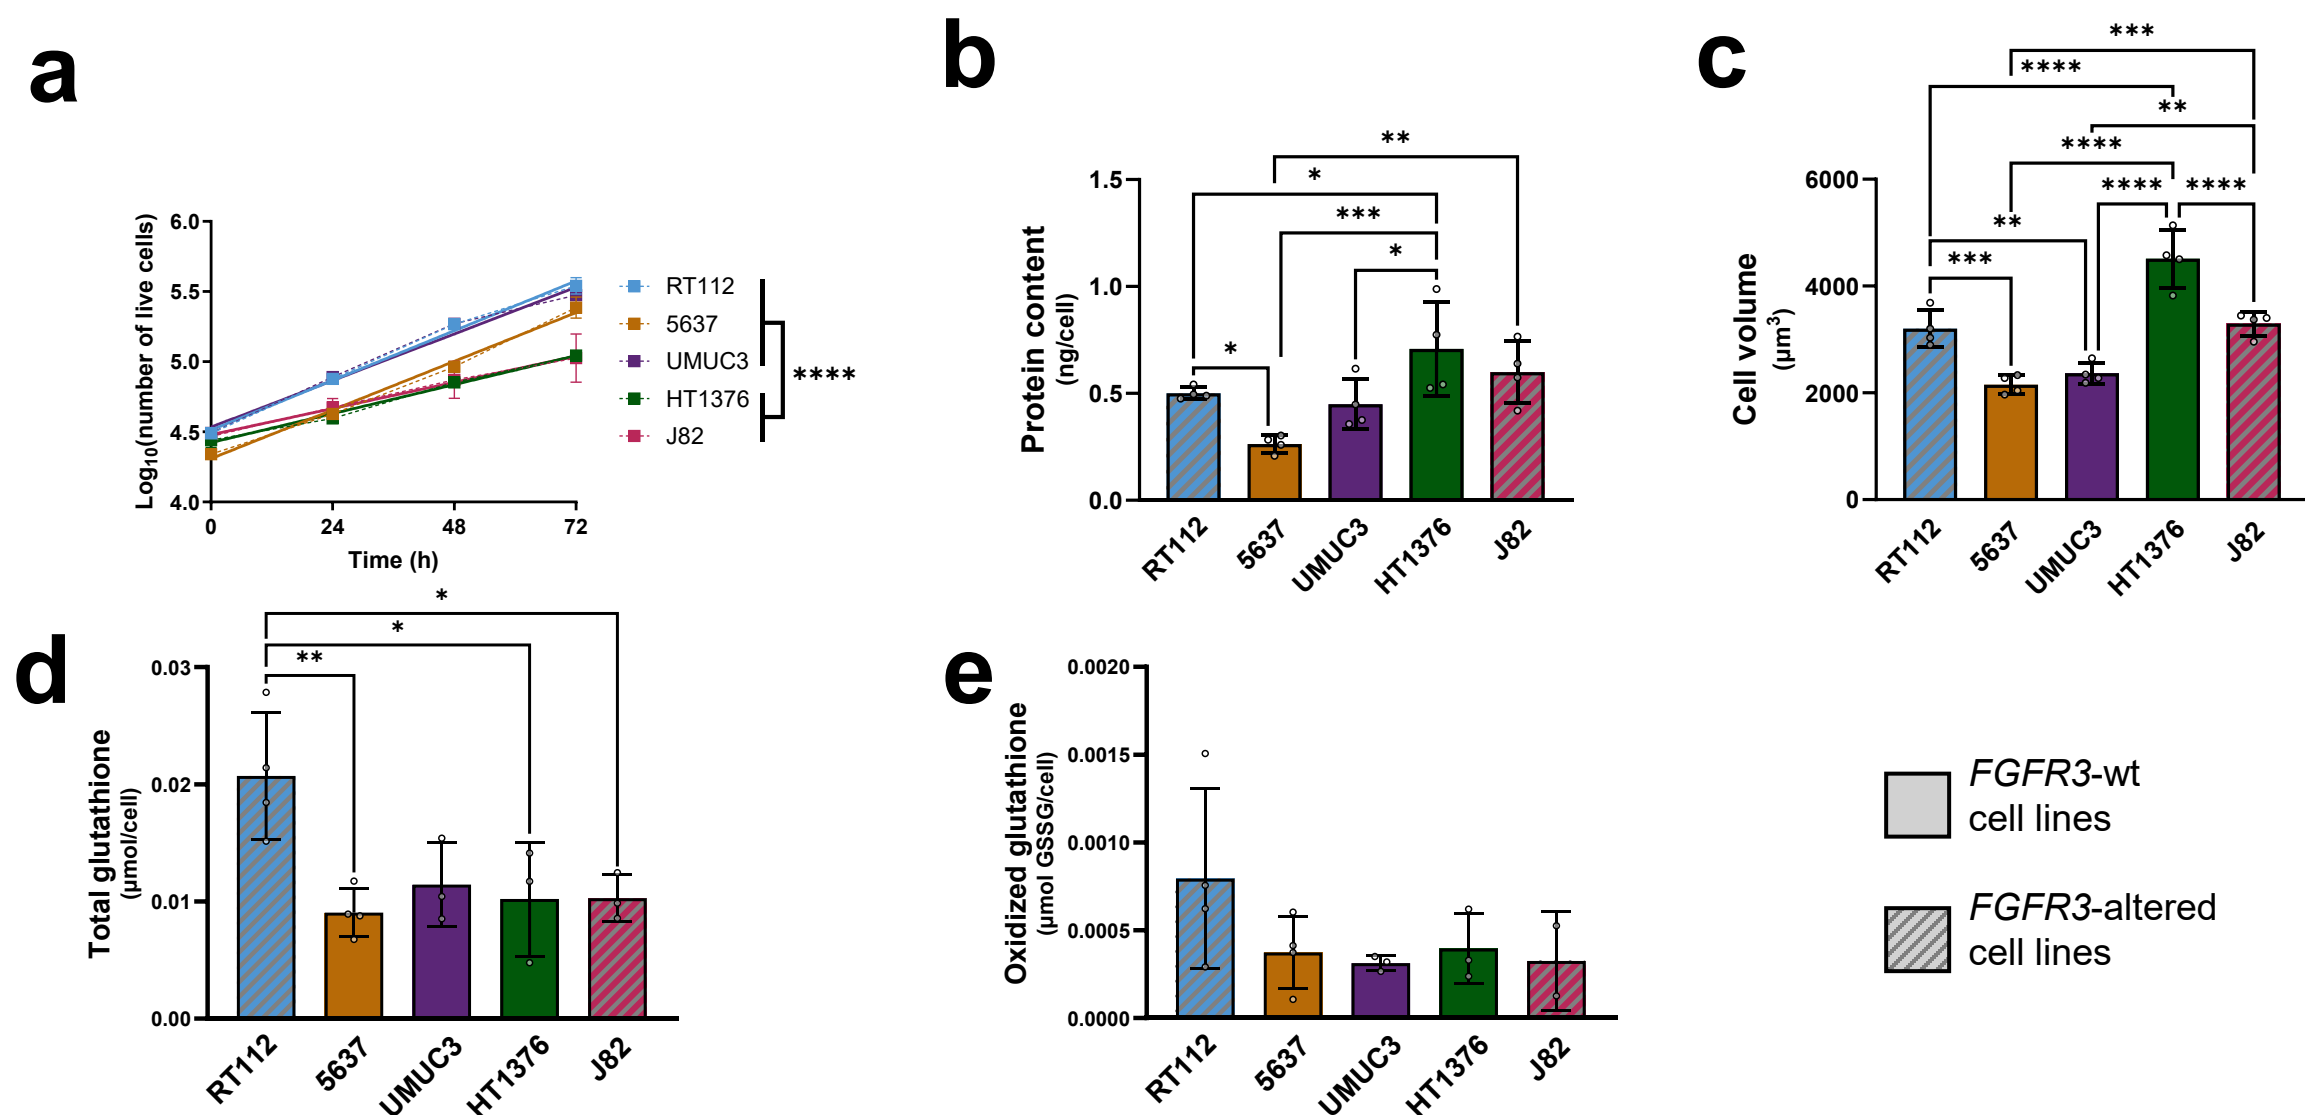 a
Log10(number of live cells)
6.0
5.5
5.0
4.5
4.0
0 24 48 72
Time (h)
RT112
5637
UMUC3
HT1376
J82
****
b
Protein content
(ng/cell)
1.5
1.0
0.5
0.0
**
*
***
*
*
RT112 5637 UMUC3 HT1376 J82
c
Cell volume
(µm³)
6000
4000
2000
0
***
****
**
****
**** ****
**
***
RT112 5637 UMUC3 HT1376 J82
d
Total glutathione
(µmol/cell)
0.03
0.02
0.01
0.00
*
*
**
RT112 5637 UMUC3 HT1376 J82
e
Oxidized glutathione
(µmol GSSG/cell)
0.0020
0.0015
0.0010
0.0005
0.0000
RT112 5637 UMUC3 HT1376 J82
FGFR3-wt
cell lines
FGFR3-altered
cell lines